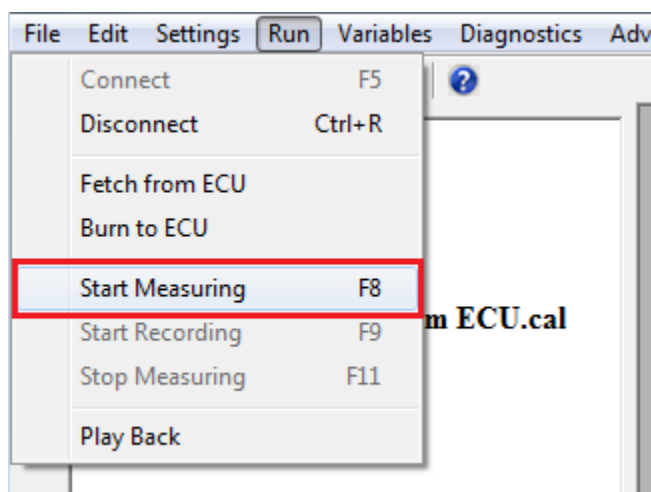 File Edit Settings Run Variables Diagnostics Adv
Connect F5
Disconnect Ctrl+R
Fetch from ECU
Burn to ECU
Start Measuring F8
Start Recording F9
m ECU.cal
Stop Measuring F11
Play Back